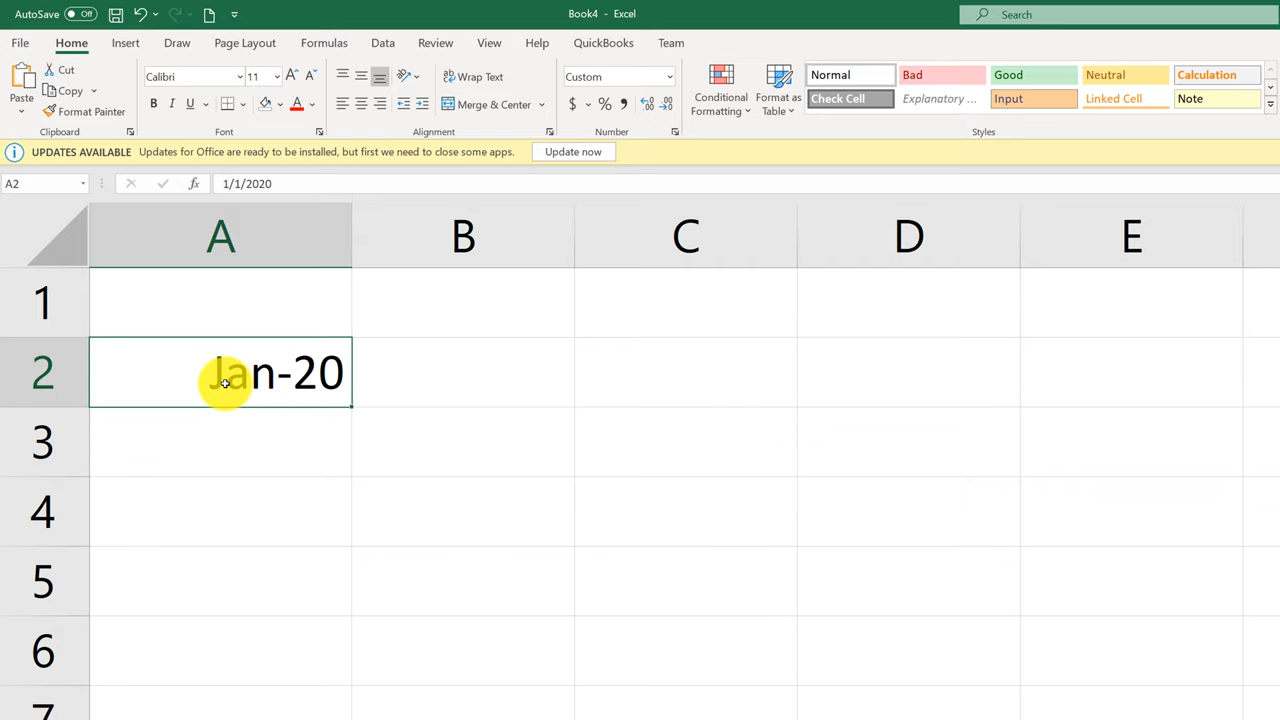 AutoSave Off Book4 - Excel Search
File Home Insert Draw Page Layout Formulas Data Review View Help QuickBooks Team
Paste
Cut
Copy
Format Painter
Clipboard
Calibri 11 A A
B I U A
Font
Wrap Text
Merge & Center
Alignment
Custom
$ % ,
Number
Conditional
Formatting
Format as
Table
Normal Bad Good Neutral Calculation
Check Cell Explanatory ... Input Linked Cell Note
Styles
UPDATES AVAILABLE Updates for Office are ready to be installed, but first we need to close some apps. Update now
A2 fx 1/1/2020
A B C D E
1
2 Jan-20
3
4
5
6
7